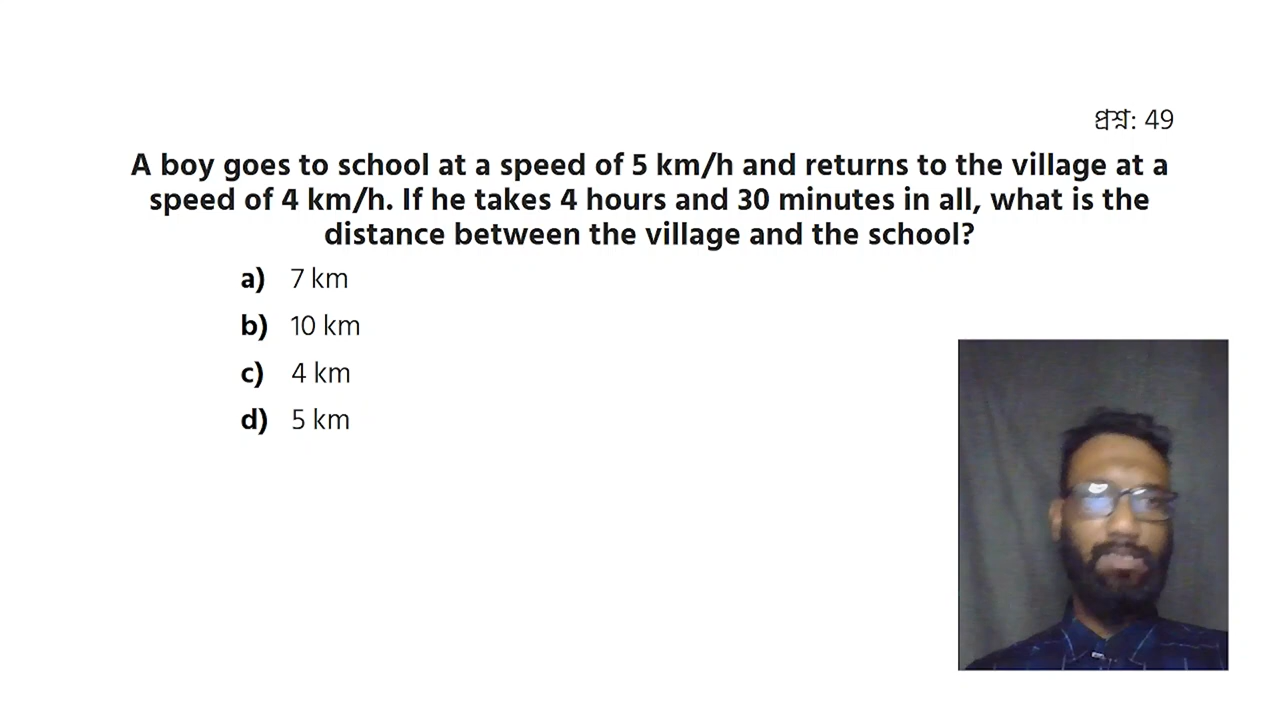 প্রশ্ন: 49
A boy goes to school at a speed of 5 km/h and returns to the village at a
speed of 4 km/h. If he takes 4 hours and 30 minutes in all, what is the
distance between the village and the school?
a) 7 km
b) 10 km
c) 4 km
d) 5 km